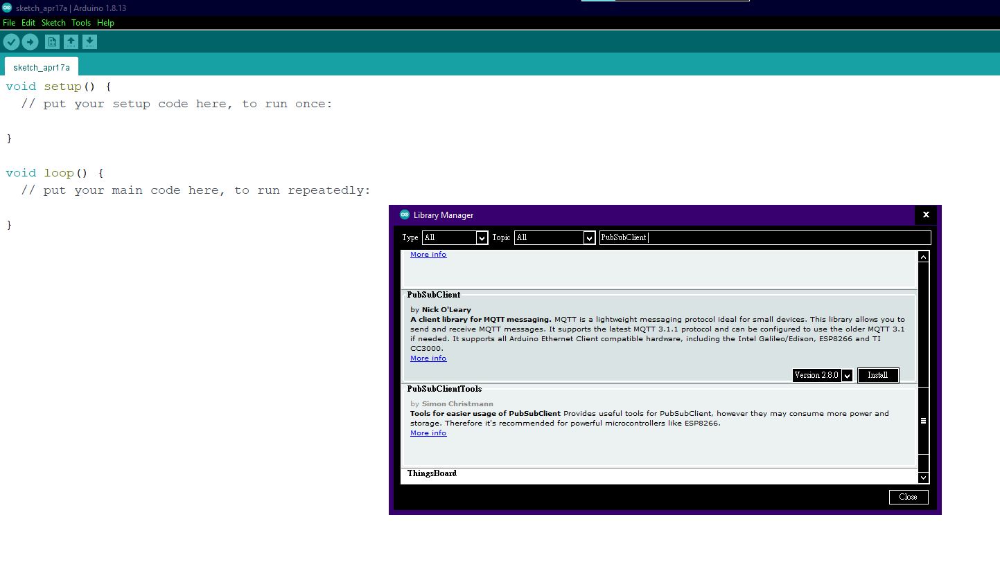 sketch_apr17a | Arduino 1.8.13
File Edit Sketch Tools Help
sketch_apr17a
void setup() {
// put your setup code here, to run once:
}
void loop() {
// put your main code here, to run repeatedly:
}
Library Manager
Type All Topic All PubSubClient
More info
PubSubClient
by Nick O'Leary
A client library for MQTT messaging. MQTT is a lightweight messaging protocol ideal for small devices. This library allows you to
send and receive MQTT messages. It supports the latest MQTT 3.1.1 protocol and can be configured to use the older MQTT 3.1
if needed. It supports all Arduino Ethernet Client compatible hardware, including the Intel Galileo/Edison, ESP8266 and TI
CC3000.
More info
Version 2.8.0 Install
PubSubClientTools
by Simon Christmann
Tools for easier usage of PubSubClient Provides useful tools for PubSubClient, however they may consume more power and
storage. Therefore it's recommended for powerful microcontrollers like ESP8266.
More info
ThingsBoard
Close